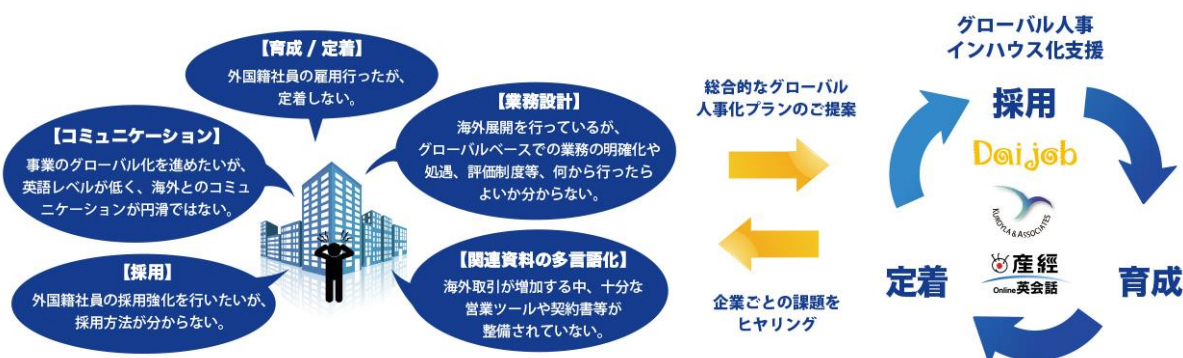 【育成 / 定着】
外国籍社員の雇用行ったが、
定着しない。
【コミュニケーション】
事業のグローバル化を進めたいが、
英語レベルが低く、海外とのコミュ
ニケーションが円滑ではない。
【業務設計】
海外展開を行っているが、
グローバルベースでの業務の明確化や
処遇、評価制度等、何から行ったら
よいか分からない。
【採用】
外国籍社員の採用強化を行いたいが、
採用方法が分からない。
【関連資料の多言語化】
海外取引が増加する中、十分な
営業ツールや契約書等が
整備されていない。
総合的なグローバル
人事化プランのご提案
企業ごとの課題を
ヒヤリング
グローバル人事
インハウス化支援
採用
Daijob
KUROYLA & ASSOCIATES
定着
産經
Online英会話
育成